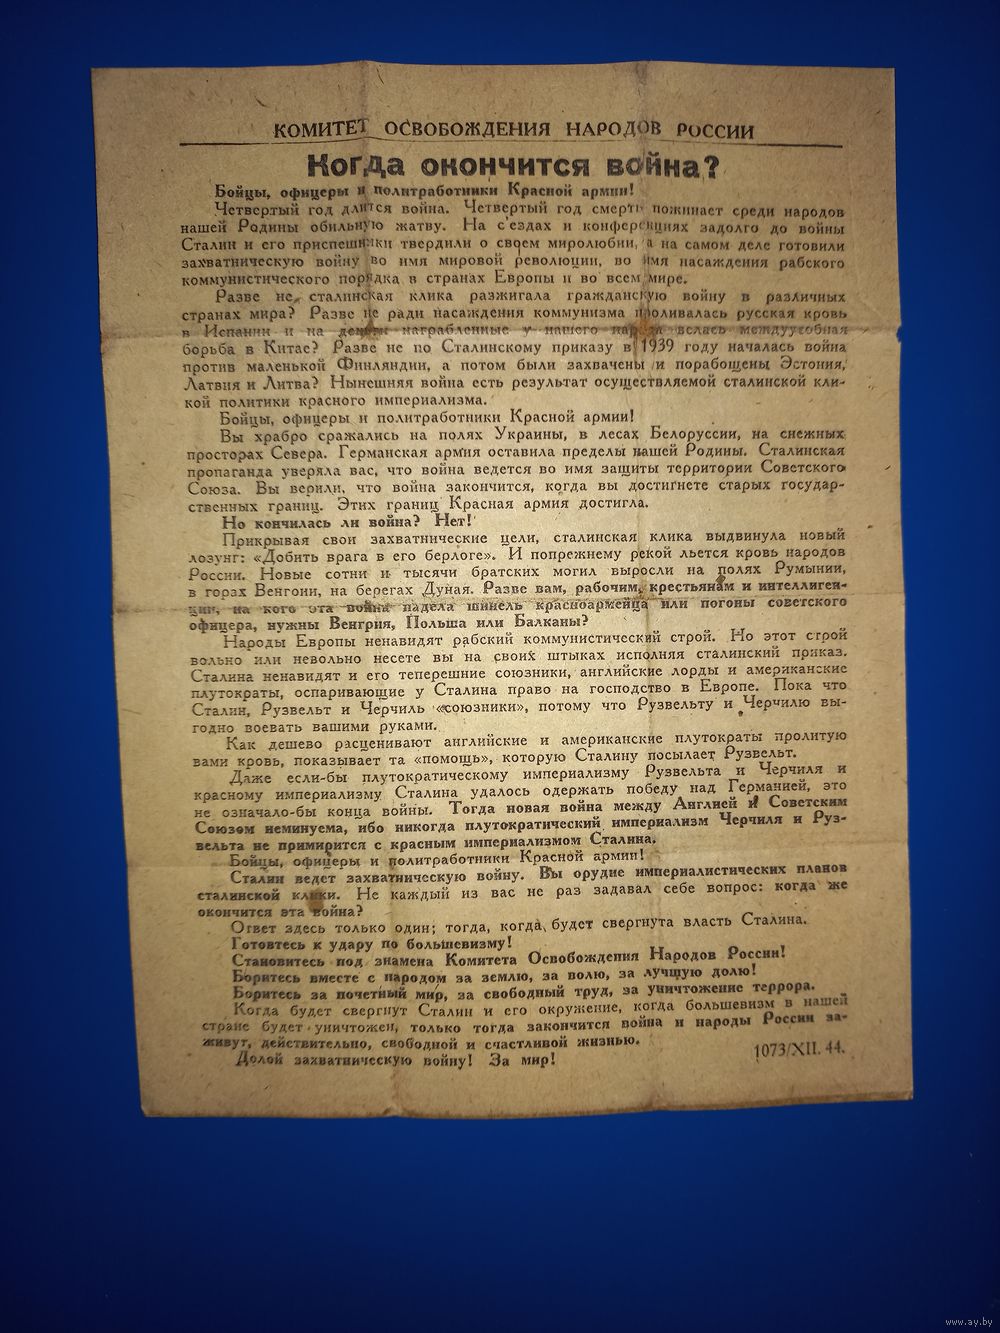 КОМИТЕТ ОСВОБОЖДЕНИЯ НАРОДОВ РОССИИ
Когда окончится война?
Бойцы, офицеры и политработники Красной армии!
Четвертый год длится война. Четвертый год смерть пожинает среди народов
нашей Родины обильную жатву. На с'ездах и конференциях задолго до войны
Сталин и его приспешники твердили о своем миролюбии, а на самом деле готовили
захватническую войну во имя мировой революции, во имя насаждения рабского
коммунистического порядка в странах Европы и во всем мире.
Разве не сталинская клика разжигала гражданскую войну в различных
странах мира? Разве не ради насаждения коммунизма проливалась русская кровь
в Испании и на деньги награбленные у нашего народа велась междуусобная
борьба в Китае? Разве не по Сталинскому приказу в 1939 году началась война
против маленькой Финляндии, а потом были захвачены и порабощены Эстония,
Латвия и Литва? Нынешняя война есть результат осуществляемой сталинской кли-
кой политики красного империализма.
Бойцы, офицеры и политработники Красной армии!
Вы храбро сражались на полях Украины, в лесах Белоруссии, на снежных
просторах Севера. Германская армия оставила пределы нашей Родины. Сталинская
пропаганда уверяла вас, что война ведется во имя защиты территории Советского
Союза. Вы верили, что война закончится, когда вы достигнете старых государ-
ственных границ. Этих границ Красная армия достигла.
Но кончилась ли война? Нет!
Прикрывая свои захватнические цели, сталинская клика выдвинула новый
лозунг: «Добить врага в его берлоге». И попрежнему рекой льется кровь народов
России. Новые сотни и тысячи братских могил выросли на полях Румынии,
в горах Венгрии, на берегах Дуная. Разве вам, рабочим, крестьянам и интеллиген-
ции, на кого эта война надела шинель красноармейца или погоны советского
офицера, нужны Венгрия, Польша или Балканы?
Народы Европы ненавидят рабский коммунистический строй. Но этот строй
вольно или невольно несете вы на своих штыках исполняя сталинский приказ.
Сталина ненавидят и его теперешние союзники, английские лорды и американские
плутократы, оспаривающие у Сталина право на господство в Европе. Пока что
Сталин, Рузвельт и Черчиль «союзники», потому что Рузвельту и Черчилю вы-
годно воевать вашими руками.
Как дешево расценивают английские и американские плутократы пролитую
вами кровь, показывает та «помощь», которую Сталину посылает Рузвельт.
Даже если-бы плутократическому империализму Рузвельта и Черчиля и
красному империализму Сталина удалось одержать победу над Германией, это
не означало-бы конца войны. Тогда новая война между Англией и Советским
Союзом неминуема, ибо никогда плутократический империализм Черчиля и Руз-
вельта не примирится с красным империализмом Сталина.
Бойцы, офицеры и политработники Красной армии!
Сталин ведет захватническую войну. Вы орудие империалистических планов
сталинской клики. Не каждый из вас не раз задавал себе вопрос: когда же
окончится эта война?
Ответ здесь только один; тогда, когда будет свергнута власть Сталина.
Готовтесь к удару по большевизму!
Становитесь под знамена Комитета Освобождения Народов России!
Боритесь вместе с народом за землю, за волю, за лучщую долю!
Боритесь за почетный мир, за свободный труд, за уничтожение террора.
Когда будет свергнут Сталин и его окружение, когда большевизм в нашей
стране будет уничтожен, только тогда закончится война и народы России за-
живут, действительно, свободной и счастливой жизнью.
Долой захватническую войну! За мир!
1073/XII. 44.
www.ay.by